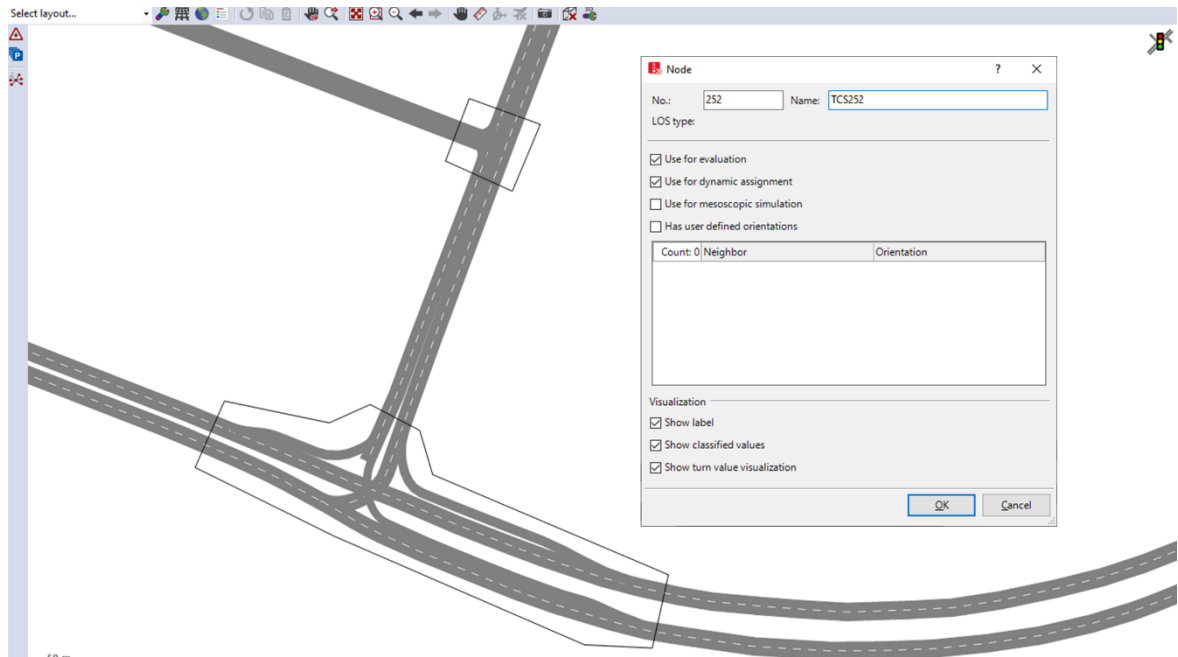 Select layout...
Node
No.: 252 Name: TCS252
LOS type:
Use for evaluation
Use for dynamic assignment
Use for mesoscopic simulation
Has user defined orientations
Count: 0 Neighbor Orientation
Visualization
Show label
Show classified values
Show turn value visualization
OK Cancel